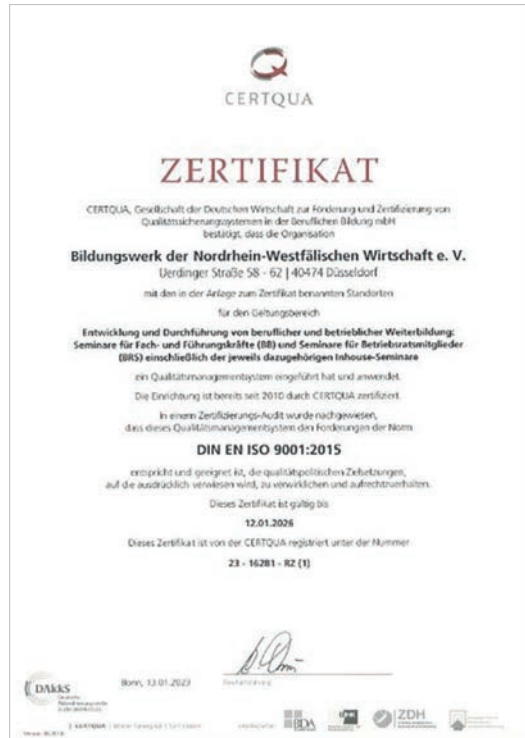 CERTQUA
ZERTIFIKAT
CERTQUA, Gesellschaft der Deutschen Wirtschaft zur Förderung und Zertifizierung von
Qualitätssicherungssystemen in der Beruflichen Bildung mbH
bestätigt, dass die Organisation
Bildungswerk der Nordrhein-Westfälischen Wirtschaft e. V.
Uerdinger Straße 58 - 62 | 40474 Düsseldorf
mit den in der Anlage zum Zertifikat benannten Standorten
für den Geltungsbereich
Entwicklung und Durchführung von beruflicher und betrieblicher Weiterbildung:
Seminare für Fach- und Führungskräfte (BB) und Seminare für Betriebsratsmitglieder
(BRS) einschließlich der jeweils dazugehörigen Inhouse-Seminare
ein Qualitätsmanagementsystem eingeführt hat und anwendet.
Die Einrichtung ist bereits seit 2010 durch CERTQUA zertifiziert.
In einem Zertifizierungs-Audit wurde nachgewiesen,
dass dieses Qualitätsmanagementsystem den Forderungen der Norm
DIN EN ISO 9001:2015
entspricht und geeignet ist, die qualitätspolitischen Zielsetzungen,
auf die ausdrücklich verwiesen wird, zu verwirklichen und aufrechtzuerhalten.
Dieses Zertifikat ist gültig bis
12.01.2026
Dieses Zertifikat ist von der CERTQUA registriert unter der Nummer
23 - 16281 - RZ (1)
DAkkS
Bonn, 13.01.2023
CERTQUA
BDA
ZDH